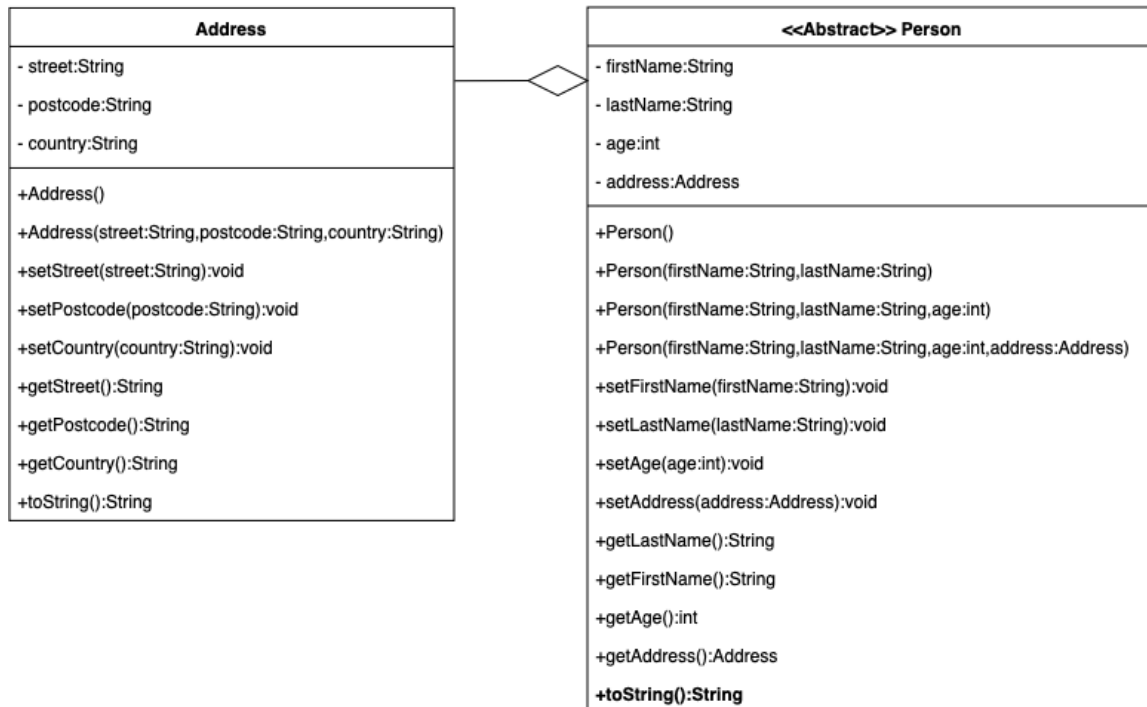 Address
- street:String
- postcode:String
- country:String
+Address()
+Address(street:String,postcode:String,country:String)
+setStreet(street:String):void
+setPostcode(postcode:String):void
+setCountry(country:String):void
+getStreet():String
+getPostcode():String
+getCountry():String
+toString():String
<<Abstract>> Person
- firstName:String
- lastName:String
- age:int
- address:Address
+Person()
+Person(firstName:String,lastName:String)
+Person(firstName:String,lastName:String,age:int)
+Person(firstName:String,lastName:String,age:int,address:Address)
+setFirstName(firstName:String):void
+setLastName(lastName:String):void
+setAge(age:int):void
+setAddress(address:Address):void
+getLastName():String
+getFirstName():String
+getAge():int
+getAddress():Address
+toString():String